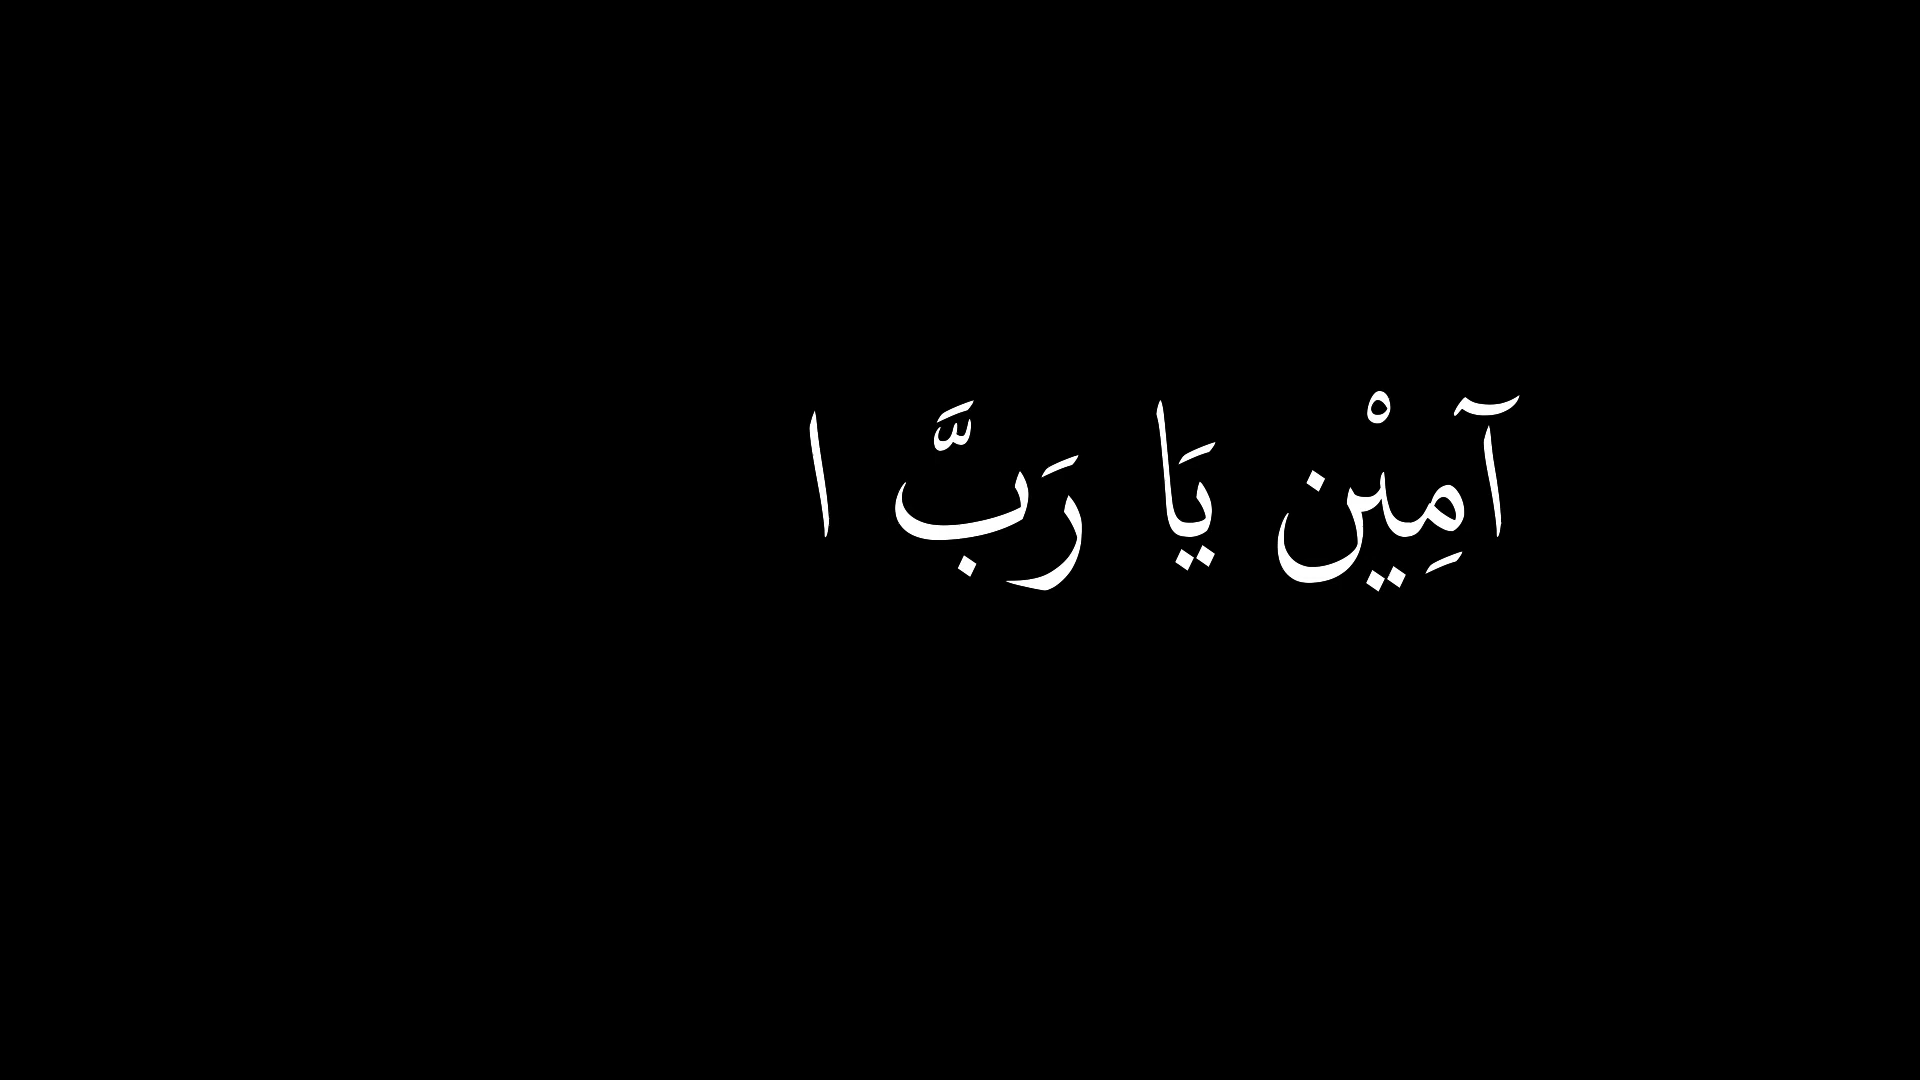 آمِيْن يَا رَبَّ ا